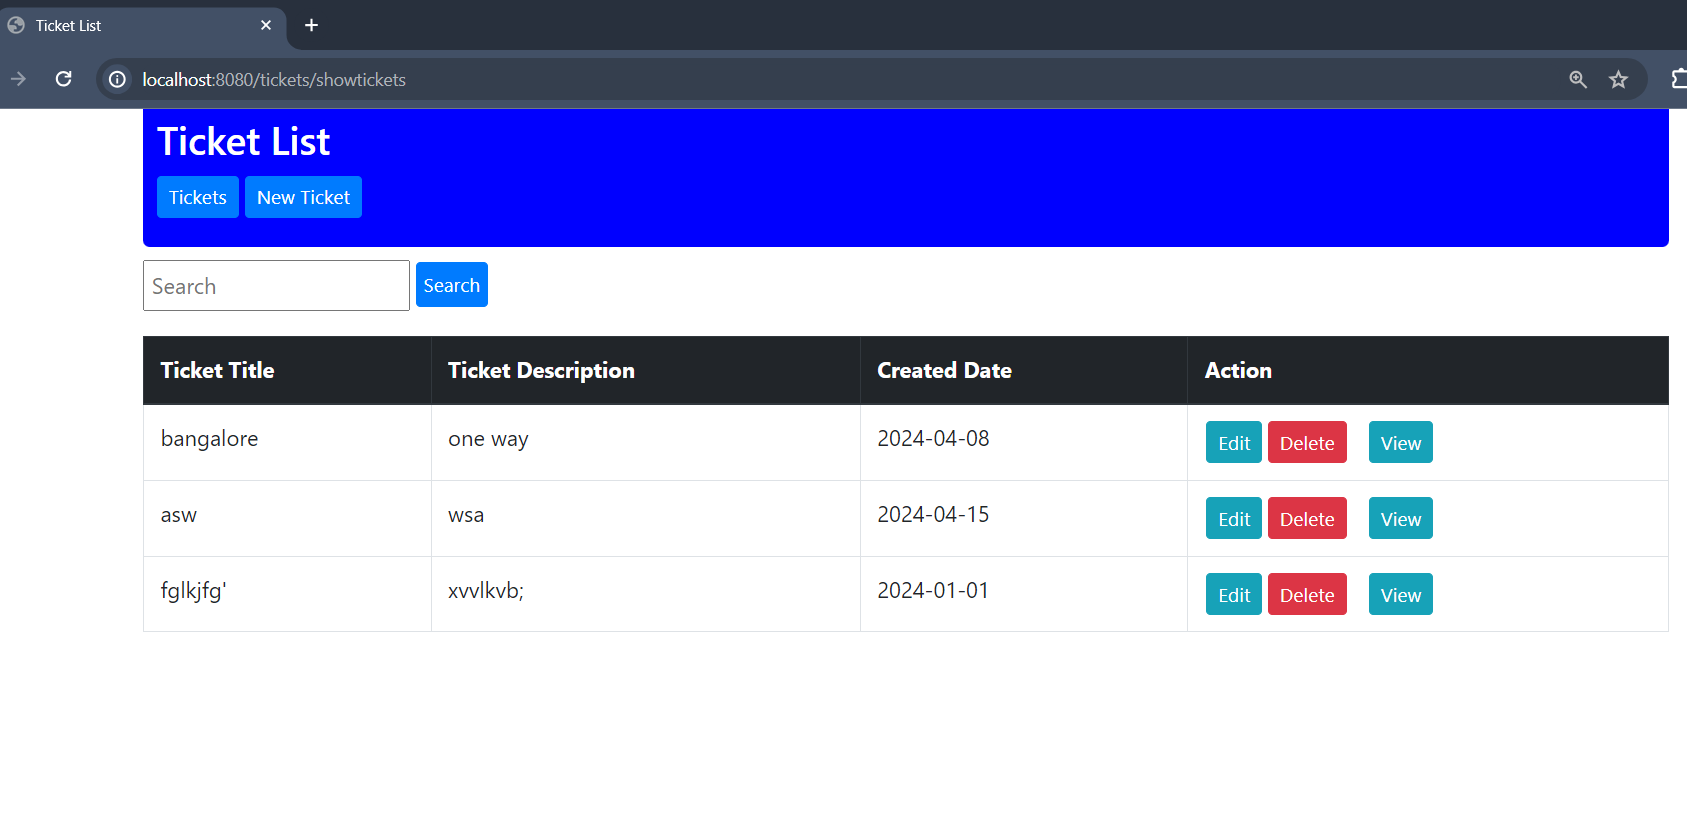 Ticket List
localhost:8080/tickets/showtickets
Ticket List
Tickets New Ticket
Search Search
Ticket Title Ticket Description Created Date Action
bangalore one way 2024-04-08 Edit Delete View
asw wsa 2024-04-15 Edit Delete View
fglkjfg' xvvlkvb; 2024-01-01 Edit Delete View